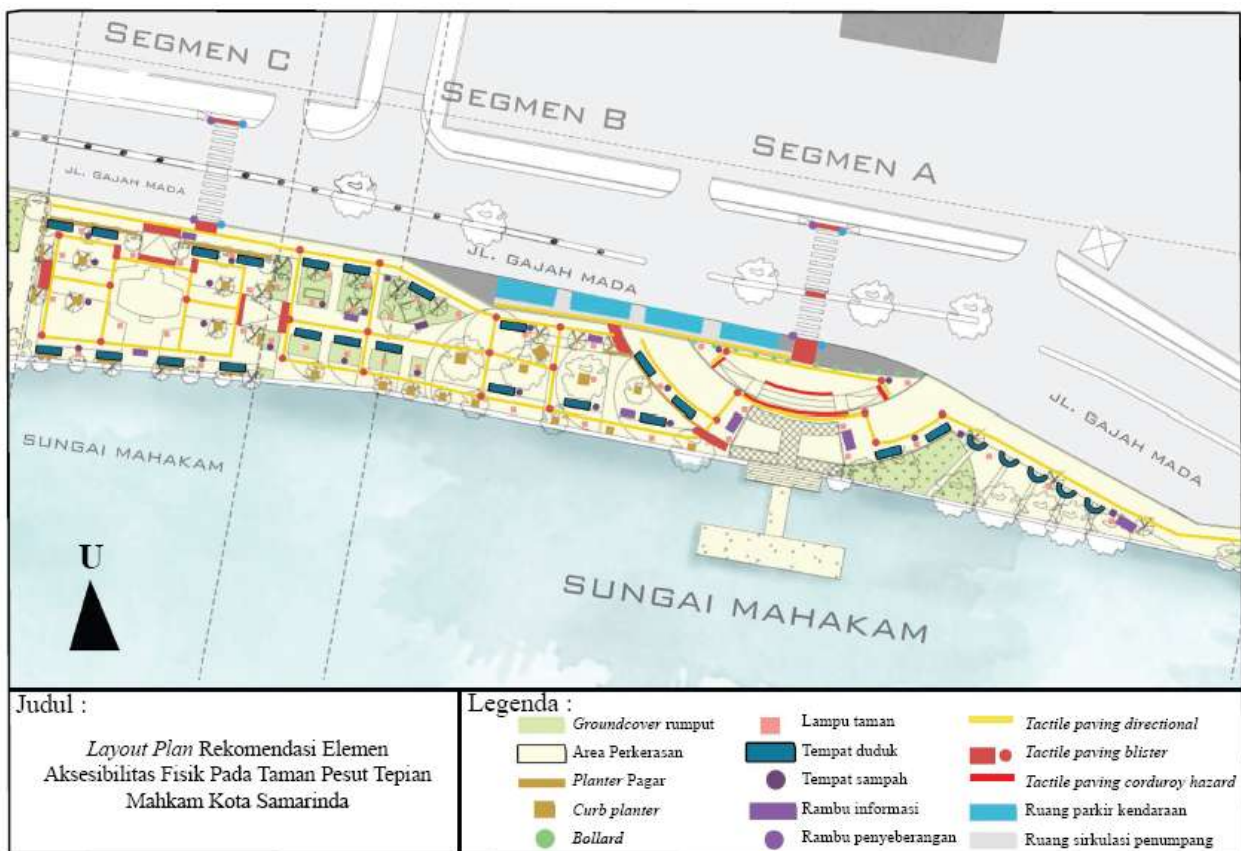 SEGMEN C
SEGMEN B
SEGMEN A
JL. GAJAH MADA
JL. GAJAH MADA
JL. GAJAH MADA
SUNGAI MAHAKAM
SUNGAI MAHAKAM
U
Judul :
Layout Plan Rekomendasi Elemen
Aksesibilitas Fisik Pada Taman Pesut Tepian
Mahkam Kota Samarinda
Legenda :
Groundcover rumput
Area Perkerasan
Planter Pagar
Curb planter
Bollard
Lampu taman
Tempat duduk
Tempat sampah
Rambu informasi
Rambu penyeberangan
Tactile paving directional
Tactile paving blister
Tactile paving corduroy hazard
Ruang parkir kendaraan
Ruang sirkulasi penumpang